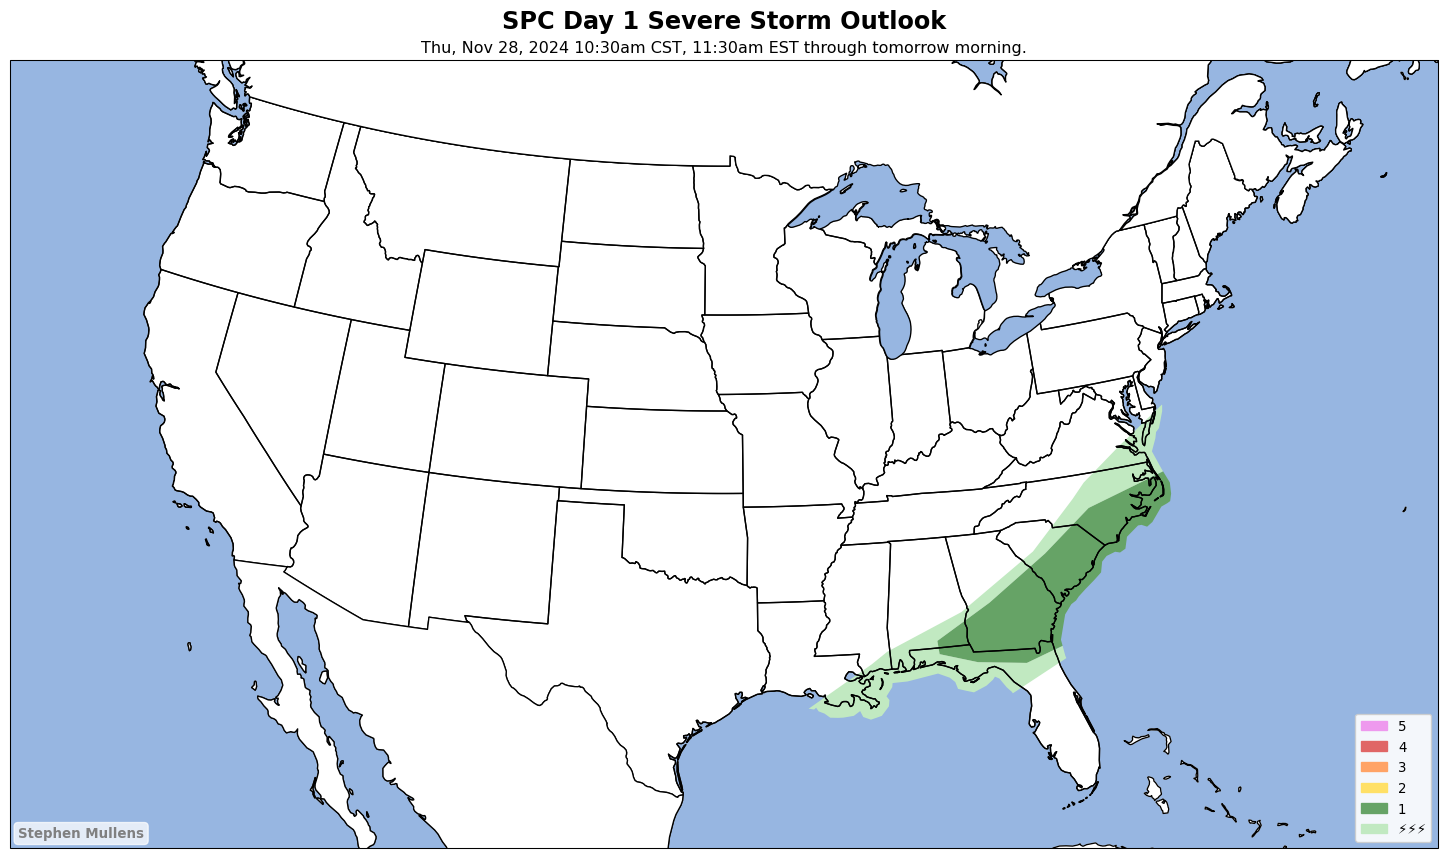 SPC Day 1 Severe Storm Outlook
Thu, Nov 28, 2024 10:30am CST, 11:30am EST through tomorrow morning.
5
4
3
2
1
⚡⚡⚡
Stephen Mullens